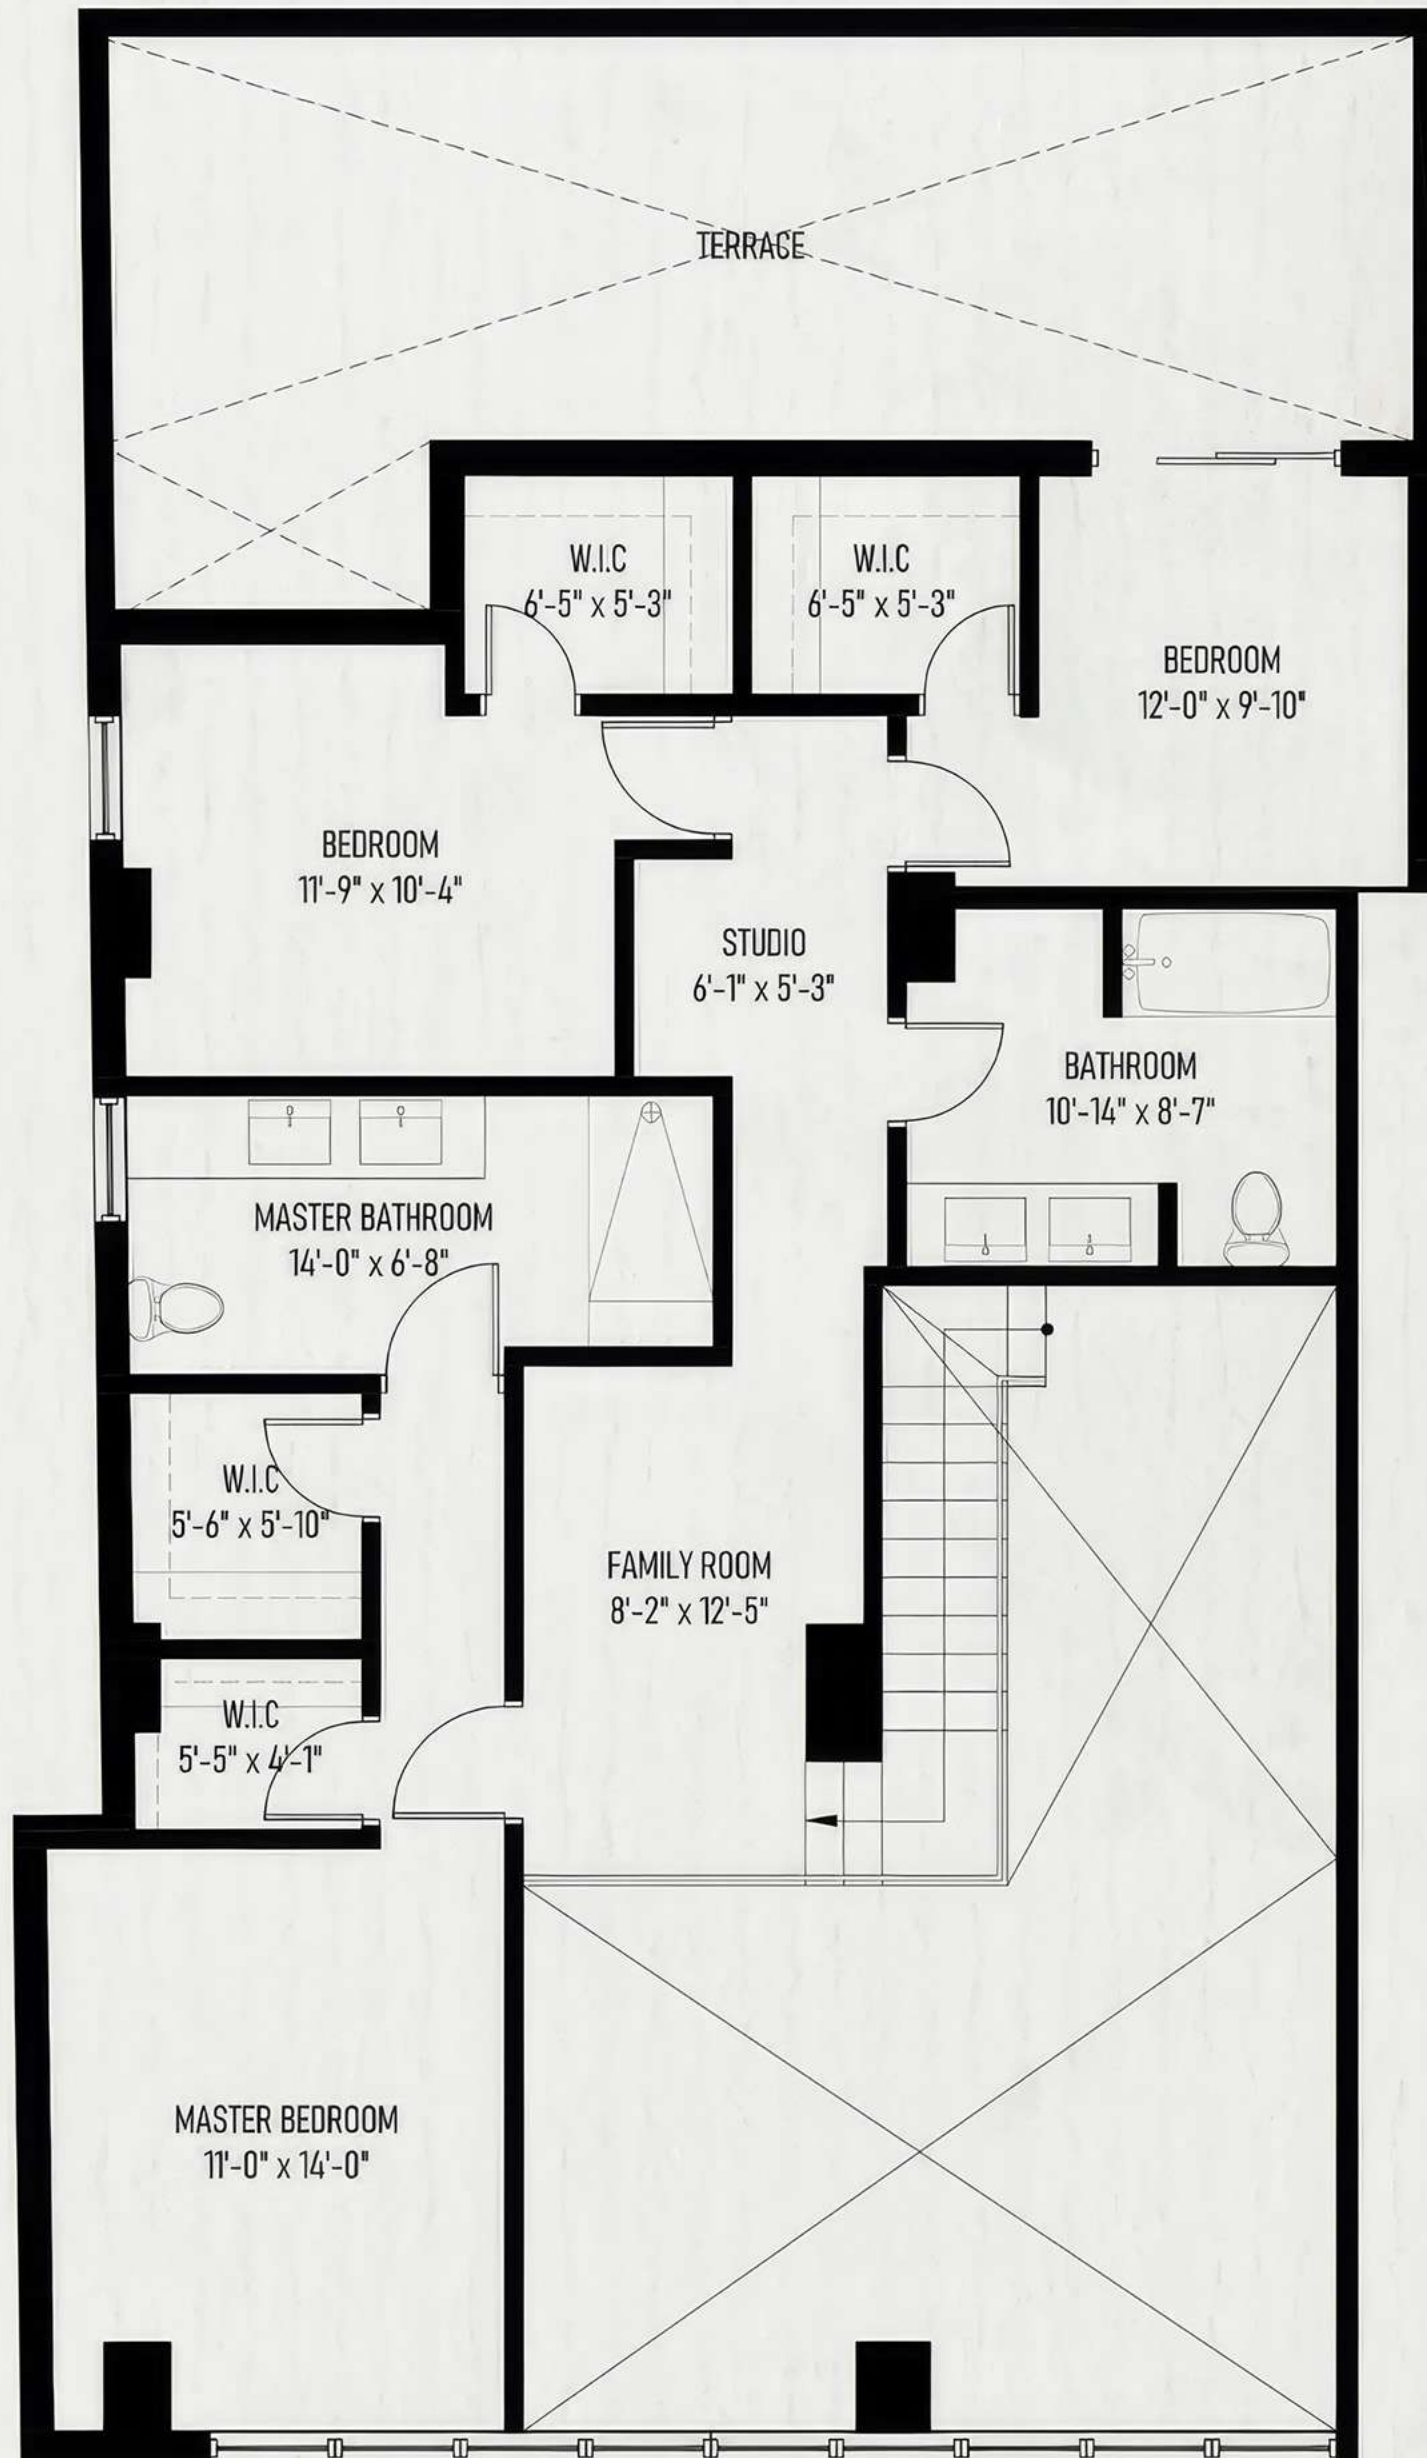 TERRACE
W.I.C
6'-5" x 5'-3"
W.I.C
6'-5" x 5'-3"
BEDROOM
12'-0" x 9'-10"
BEDROOM
11'-9" x 10'-4"
STUDIO
6'-1" x 5'-3"
BATHROOM
10'-14" x 8'-7"
MASTER BATHROOM
14'-0" x 6'-8"
W.I.C
5'-6" x 5'-10"
FAMILY ROOM
8'-2" x 12'-5"
W.I.C
5'-5" x 4'-1"
MASTER BEDROOM
11'-0" x 14'-0"